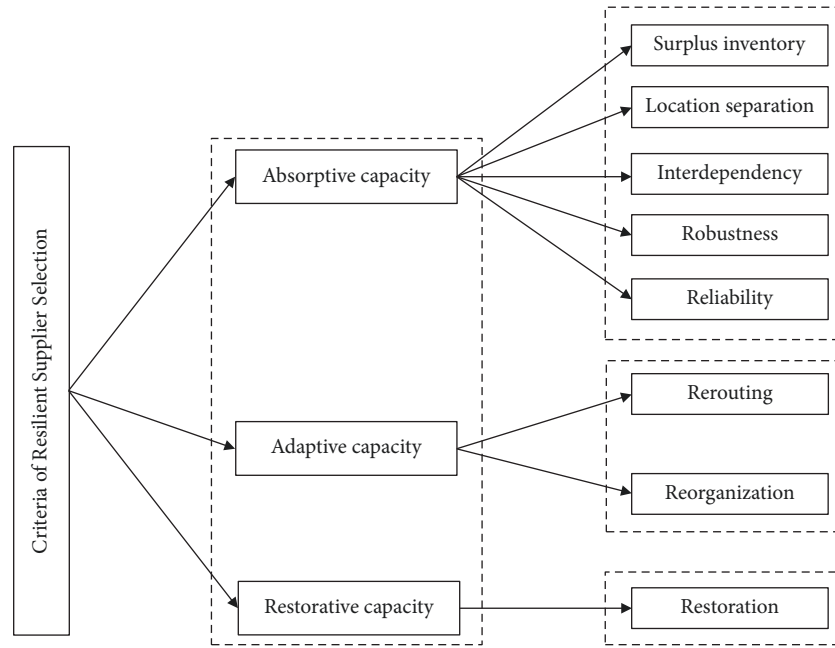 Criteria of Resilient Supplier Selection
Absorptive capacity
Adaptive capacity
Restorative capacity
Surplus inventory
Location separation
Interdependency
Robustness
Reliability
Rerouting
Reorganization
Restoration